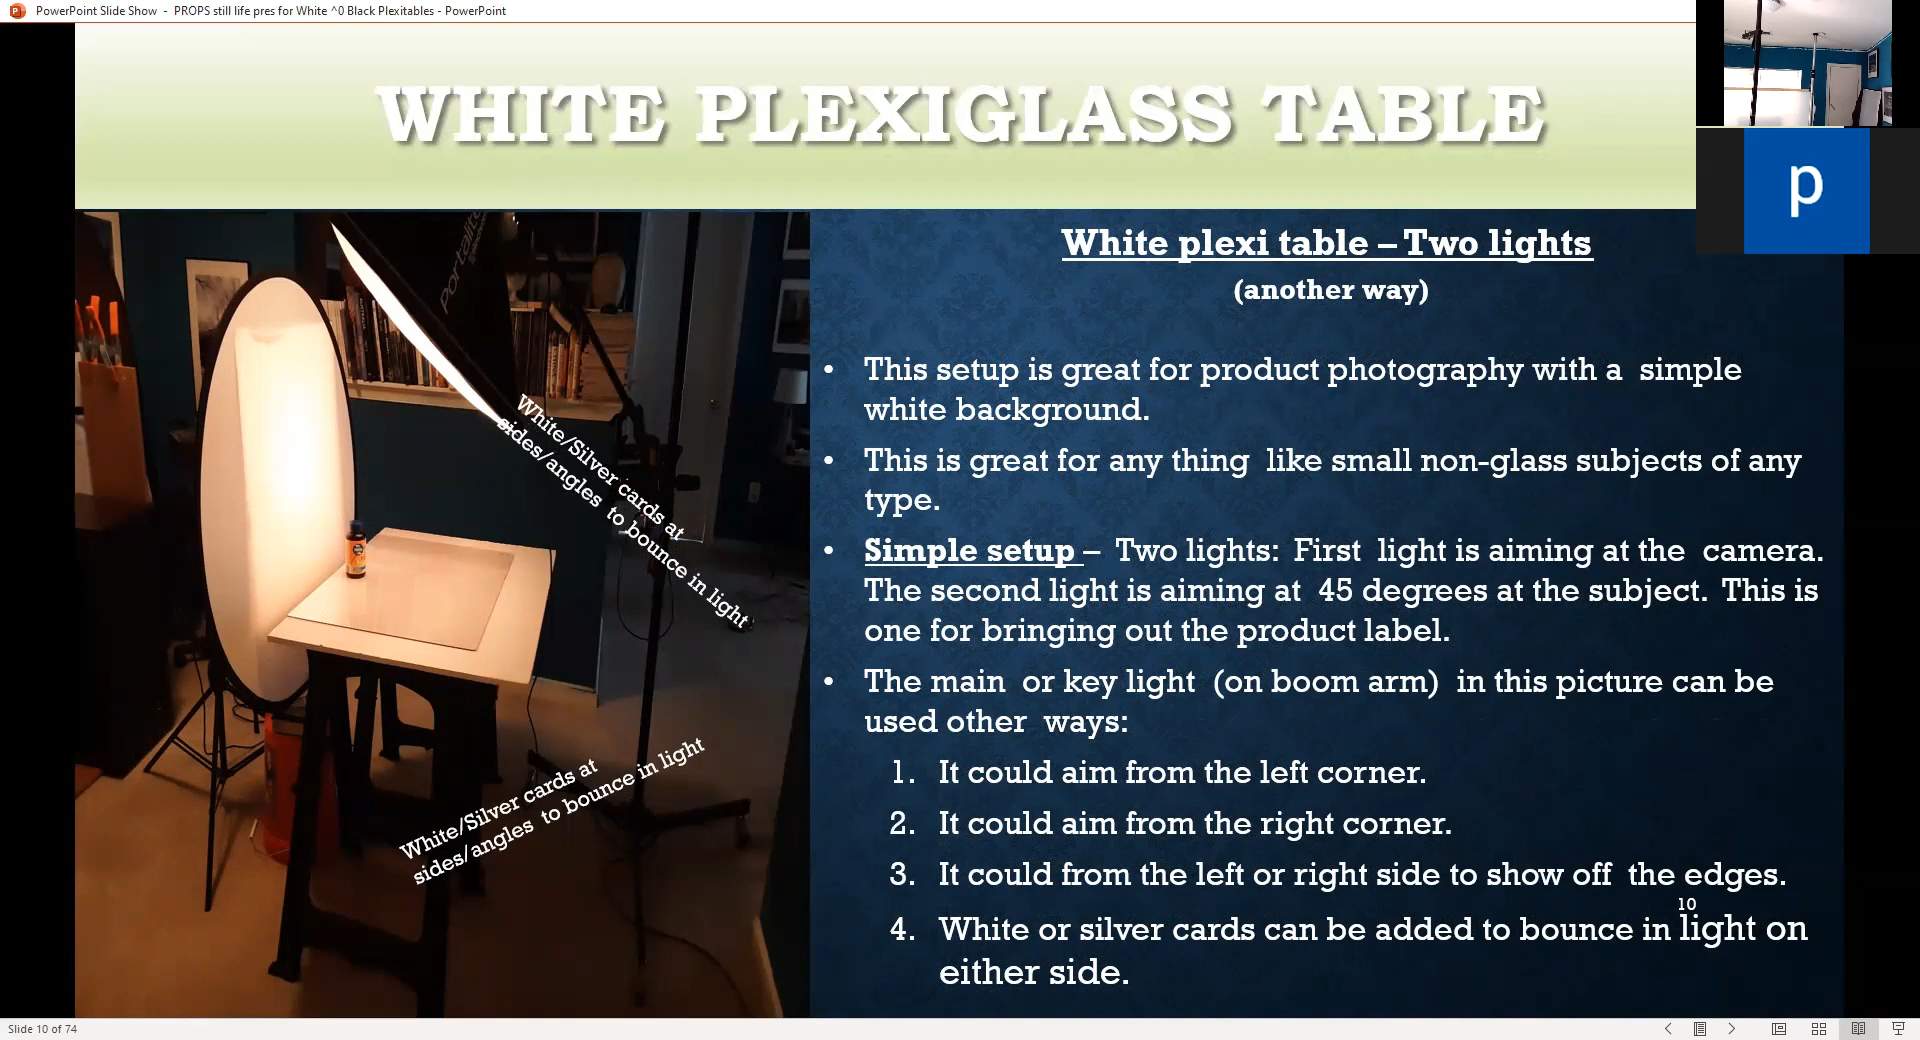 PowerPoint Slide Show - PROPS still life pres for White ^0 Black Plexitables - PowerPoint
WHITE PLEXIGLASS TABLE
P
White plexi table – Two lights
(another way)
• This setup is great for product photography with a simple
white background.
• This is great for any thing like small non-glass subjects of any
type.
• Simple setup – Two lights: First light is aiming at the camera.
The second light is aiming at 45 degrees at the subject. This is
one for bringing out the product label.
• The main or key light (on boom arm) in this picture can be
used other ways:
1. It could aim from the left corner.
2. It could aim from the right corner.
3. It could from the left or right side to show off the edges.
10
4. White or silver cards can be added to bounce in light on
either side.
Portalite
White/Silver cards at
sides/angles to bounce in light
White/Silver cards at
sides/angles to bounce in light
p
Slide 10 of 74